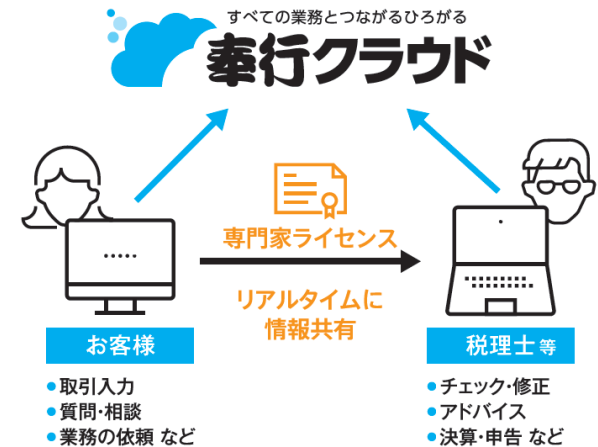 すべての業務とつながるひろがる
奉行クラウド
専門家ライセンス
リアルタイムに
情報共有
お客様
・取引入力
・質問・相談
・業務の依頼 など
税理士 等
・チェック・修正
・アドバイス
・決算・申告 など